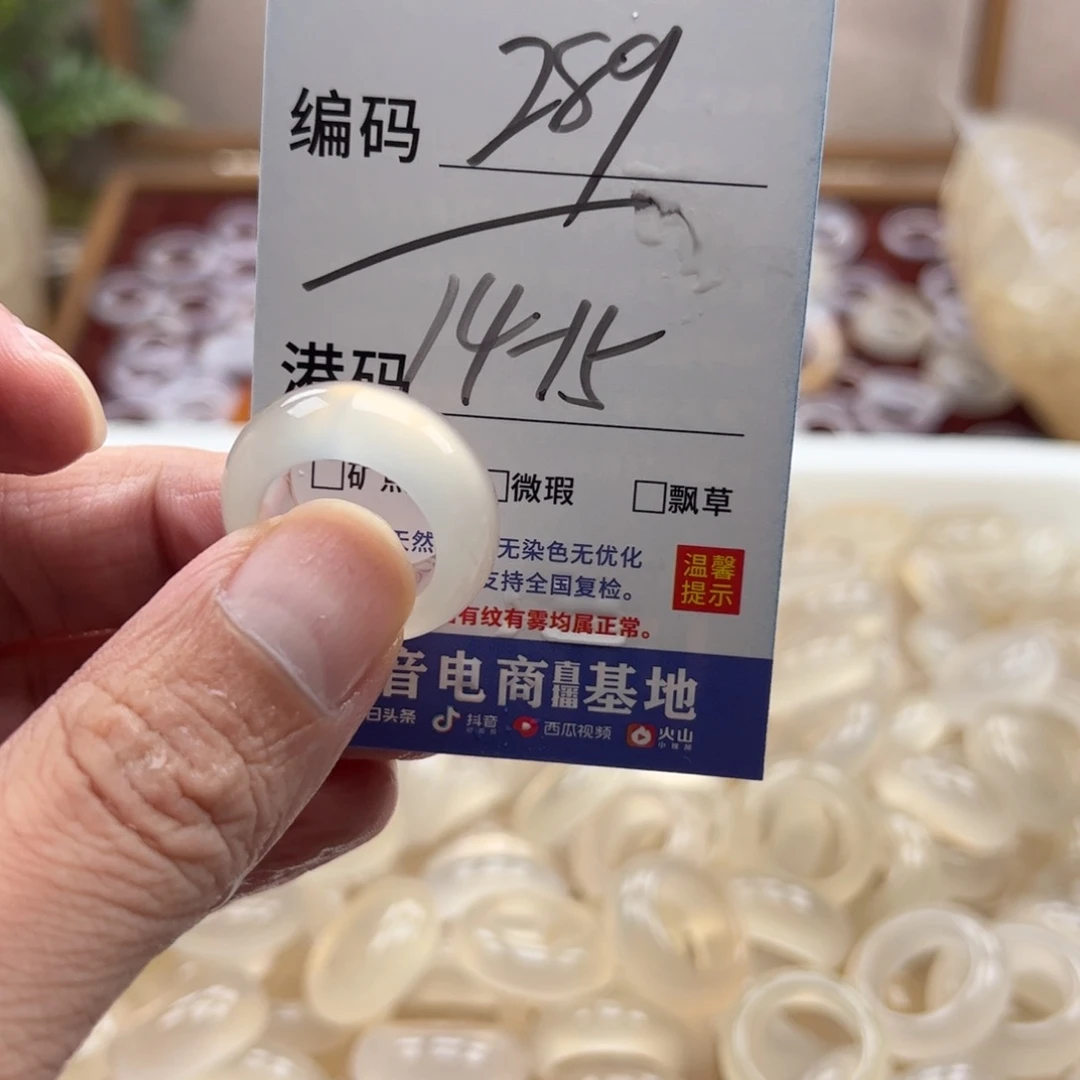 编码 289
港码 14-15
□矿点 □微瑕 □飘草
天然 无染色无优化
支持全国复检。
有纹有雾均属正常。
温馨
提示
音电商直播基地
日头条 抖音 西瓜视频 火山